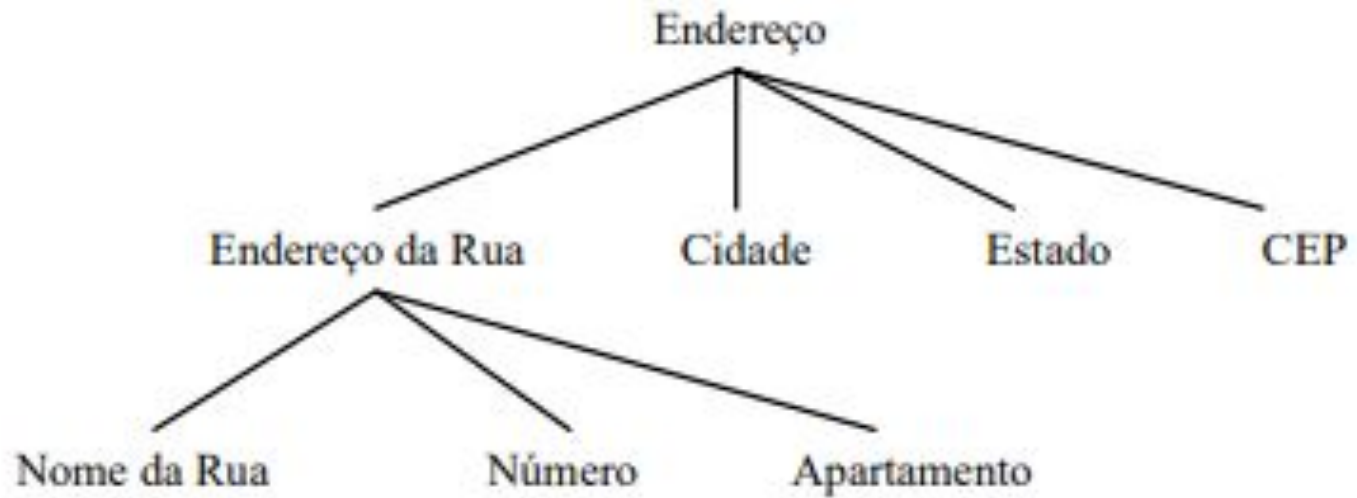 Endereço
Endereço da Rua Cidade Estado CEP
Nome da Rua Número Apartamento